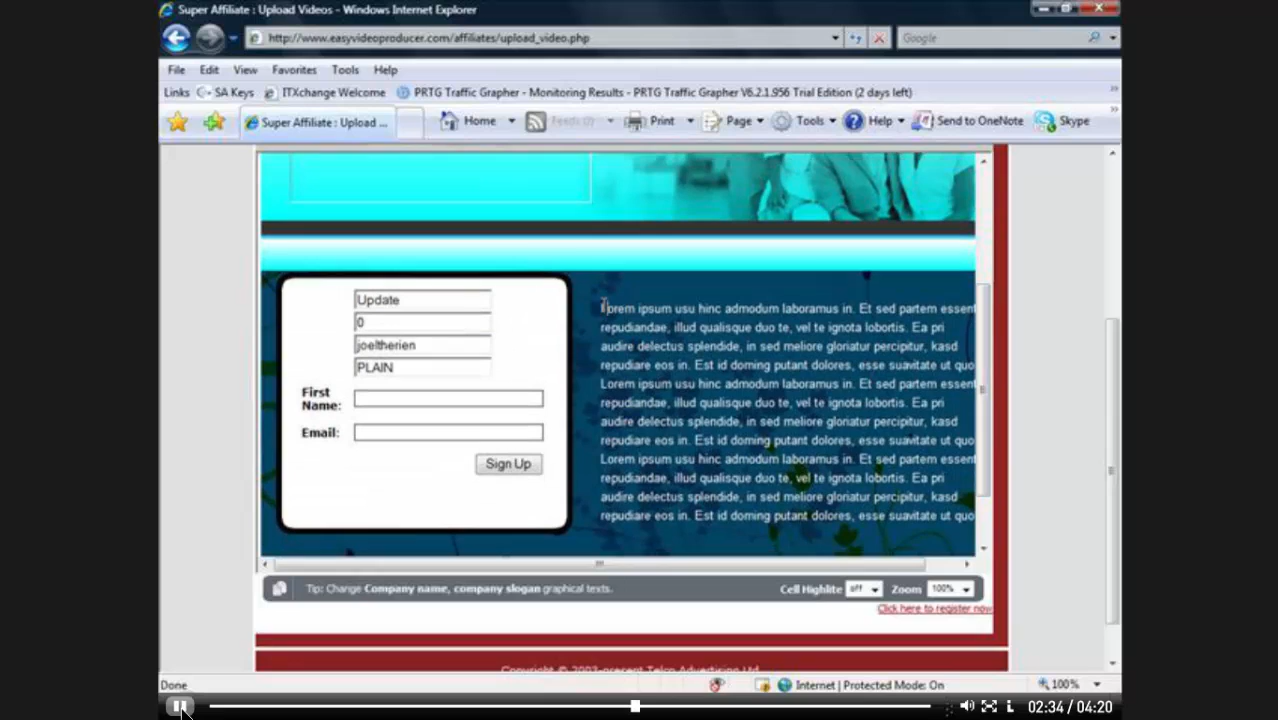 Super Affiliate : Upload Videos - Windows Internet Explorer
http://www.easyvideoproducer.com/affiliates/upload_video.php
Google
File Edit View Favorites Tools Help
Links SA Keys ITXchange Welcome PRTG Traffic Grapher - Monitoring Results - PRTG Traffic Grapher V6.2.1.956 Trial Edition (2 days left)
Super Affiliate : Upload ...
Home Feeds (0) Print Page Tools Help Send to OneNote Skype
Update
0
joeltherien
PLAIN
First
Name:
Email:
Sign Up
Lorem ipsum usu hinc admodum laboramus in. Et sed partem essent
repudiandae, illud qualisque duo te, vel te ignota lobortis. Ea pri
audire delectus splendide, in sed meliore gloriatur percipitur, kasd
repudiare eos in. Est id doming putant dolores, esse suavitate ut quo
Lorem ipsum usu hinc admodum laboramus in. Et sed partem essent
repudiandae, illud qualisque duo te, vel te ignota lobortis. Ea pri
audire delectus splendide, in sed meliore gloriatur percipitur, kasd
repudiare eos in. Est id doming putant dolores, esse suavitate ut quo
Lorem ipsum usu hinc admodum laboramus in. Et sed partem essent
repudiandae, illud qualisque duo te, vel te ignota lobortis. Ea pri
audire delectus splendide, in sed meliore gloriatur percipitur, kasd
repudiare eos in. Est id doming putant dolores, esse suavitate ut quo
Tip: Change Company name, company slogan graphical texts. Cell Highlite off Zoom 100%
Click here to register now
Copyright © 2003-present Telco Advertising Ltd
Done Internet | Protected Mode: On 100%
02:34 / 04:20